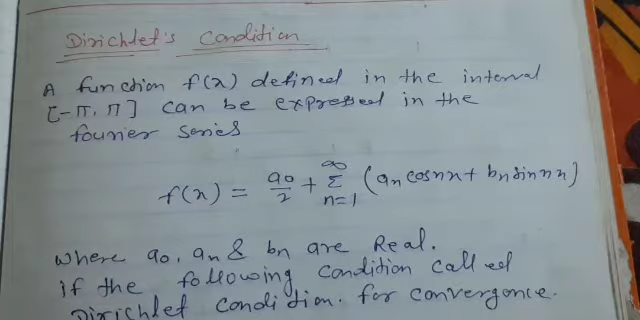 Dirichlet's Condition
A function f(x) defined in the interval
[-π, π] can be expressed in the
fourier series
f(x) = a0/2 + ∞Σn=1 (an cosnx + bn sinnx)
where a0, an & bn are Real.
if the following condition called
Dirichlet condition. for convergence.